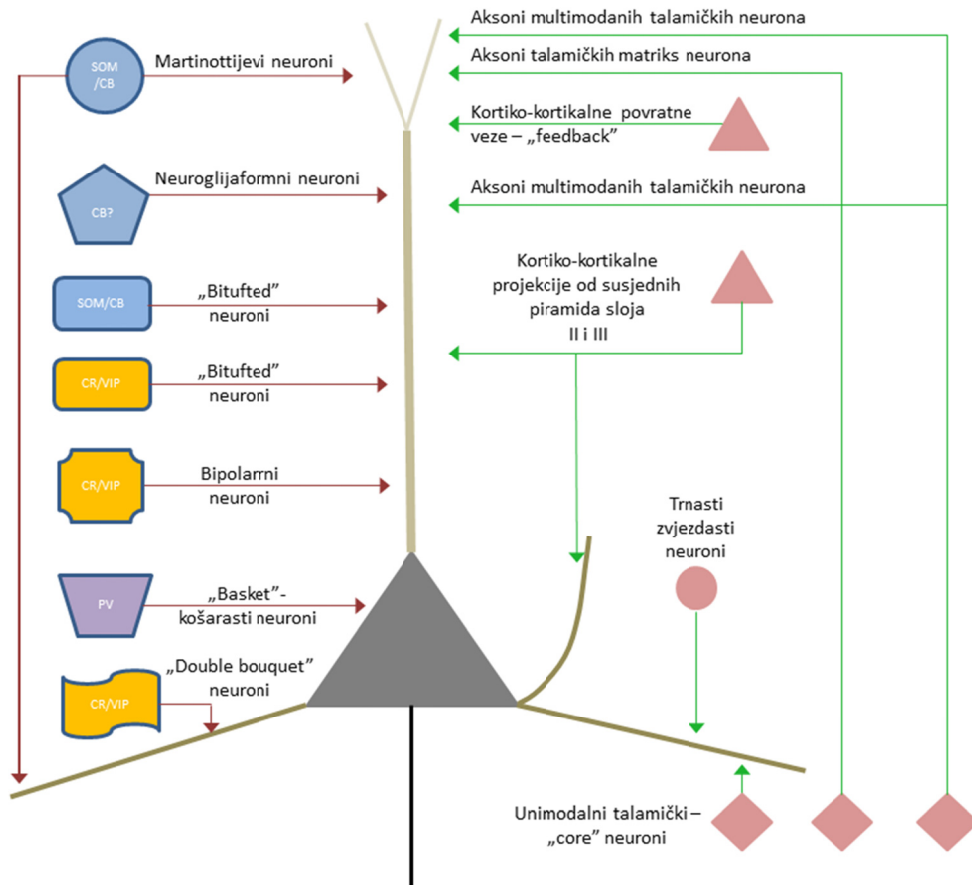 SOM
/CB
Martinottijevi neuroni
CB?
Neuroglijaformni neuroni
SOM/CB
„Bitufted”
neuroni
CR/VIP
„Bitufted”
neuroni
CR/VIP
Bipolarni
neuroni
PV
„Basket”-
košarasti neuroni
„Double bouquet”
neuroni
CR/VIP
Aksoni multimodanih talamičkih neurona
Aksoni talamičkih matriks neurona
Kortiko-kortikalne povratne
veze – „feedback”
Aksoni multimodanih talamičkih neurona
Kortiko-kortikalne
projekcije od susjednih
piramida sloja
II i III
Trnasti
zvjezdasti
neuroni
Unimodalni talamički–
„core” neuroni